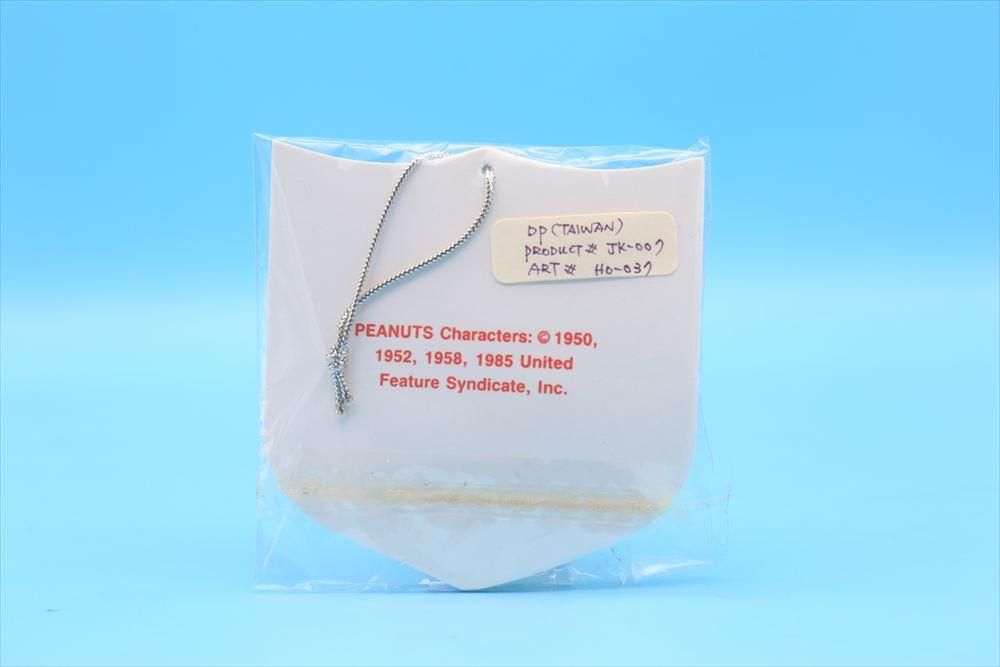 DP (TAIWAN)
PRODUCT # JK-007
ART # HO-037
PEANUTS Characters: © 1950,
1952, 1958, 1985 United
Feature Syndicate, Inc.